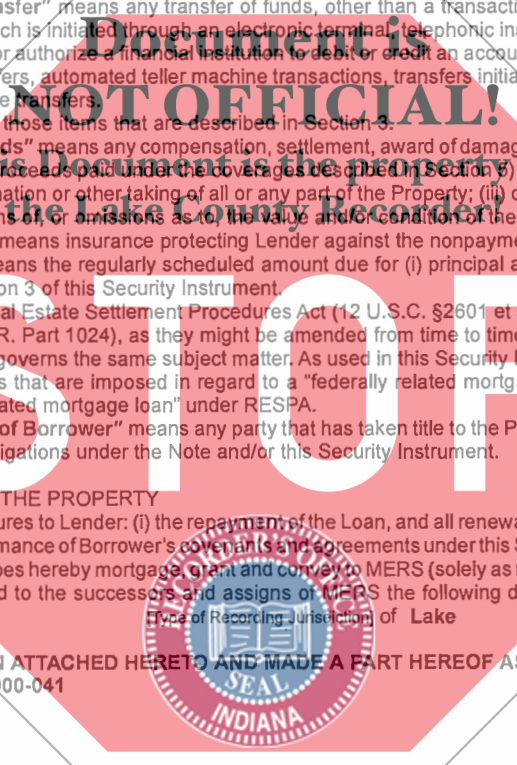 nsfer" means any transfer of funds, other than a transacti
ch is initiated through an electronic terminal, telephonic ins
or authorize a financial institution to debit or credit an accou
ers, automated teller machine transactions, transfers initia
e transfers.
those items that are described in Section 3.
ds" means any compensation, settlement, award of damag
roceeds paid under the coverages described in Section 5)
nation or other taking of all or any part of the Property; (iii) c
ns of, or omissions as to, the value and/or condition of the
means insurance protecting Lender against the nonpayme
eans the regularly scheduled amount due for (i) principal a
on 3 of this Security Instrument.
al Estate Settlement Procedures Act (12 U.S.C. §2601 et
R. Part 1024), as they might be amended from time to time
governs the same subject matter. As used in this Security I
s that are imposed in regard to a "federally related mortga
ated mortgage loan" under RESPA.
of Borrower" means any party that has taken title to the P
igations under the Note and/or this Security Instrument.
THE PROPERTY
ures to Lender: (i) the repayment of the Loan, and all renewa
mance of Borrower's covenants and agreements under this S
oes hereby mortgage, grant and convey to MERS (solely as
d to the successors and assigns of MERS the following d
[Type of Recording Jurisdiction] of Lake
N ATTACHED HERETO AND MADE A PART HEREOF AS
000-041
Document is
NOT OFFICIAL!
is Document is the property
the Lake County Recorder!
STOP
RECORDER'S OFFICE
SEAL
INDIANA